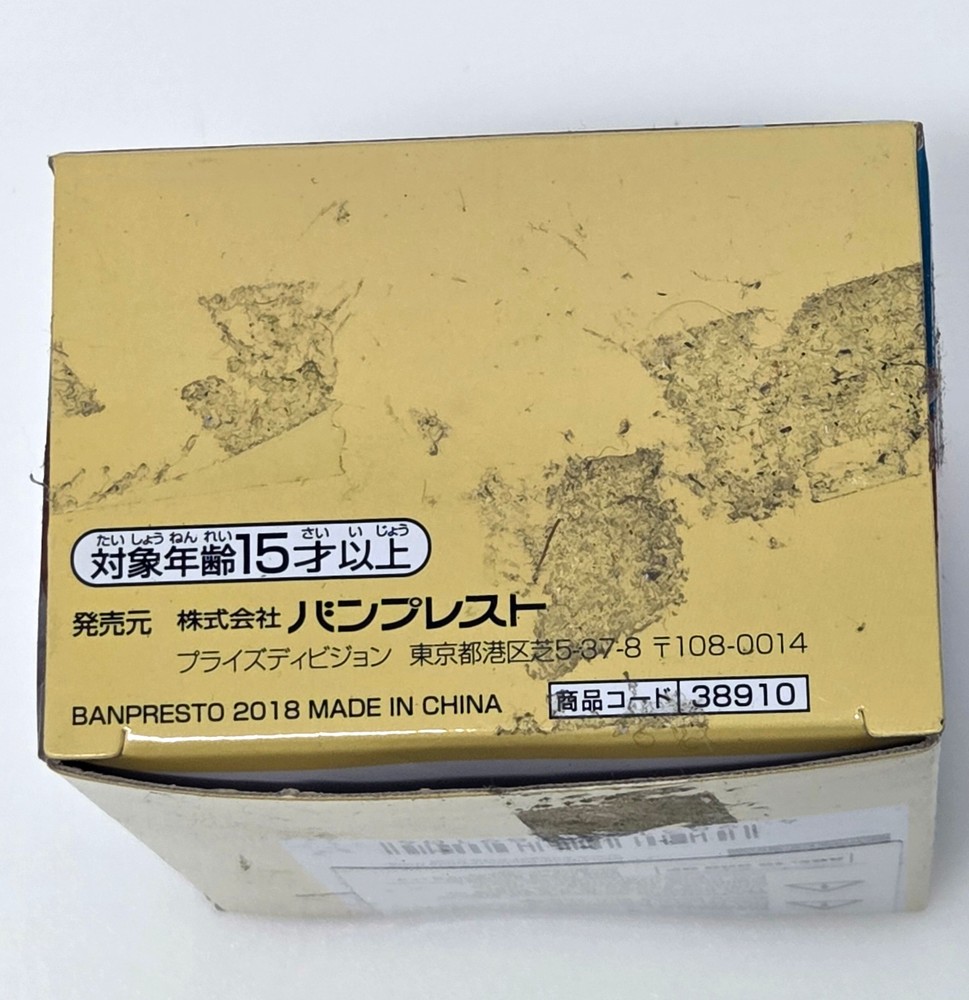 たいしょうねんれい さいいじょう
対象年齢15才以上
発売元 株式会社 バンプレスト
プライズディビジョン 東京都港区芝5-37-8 〒108-0014
BANPRESTO 2018 MADE IN CHINA 商品コード 38910